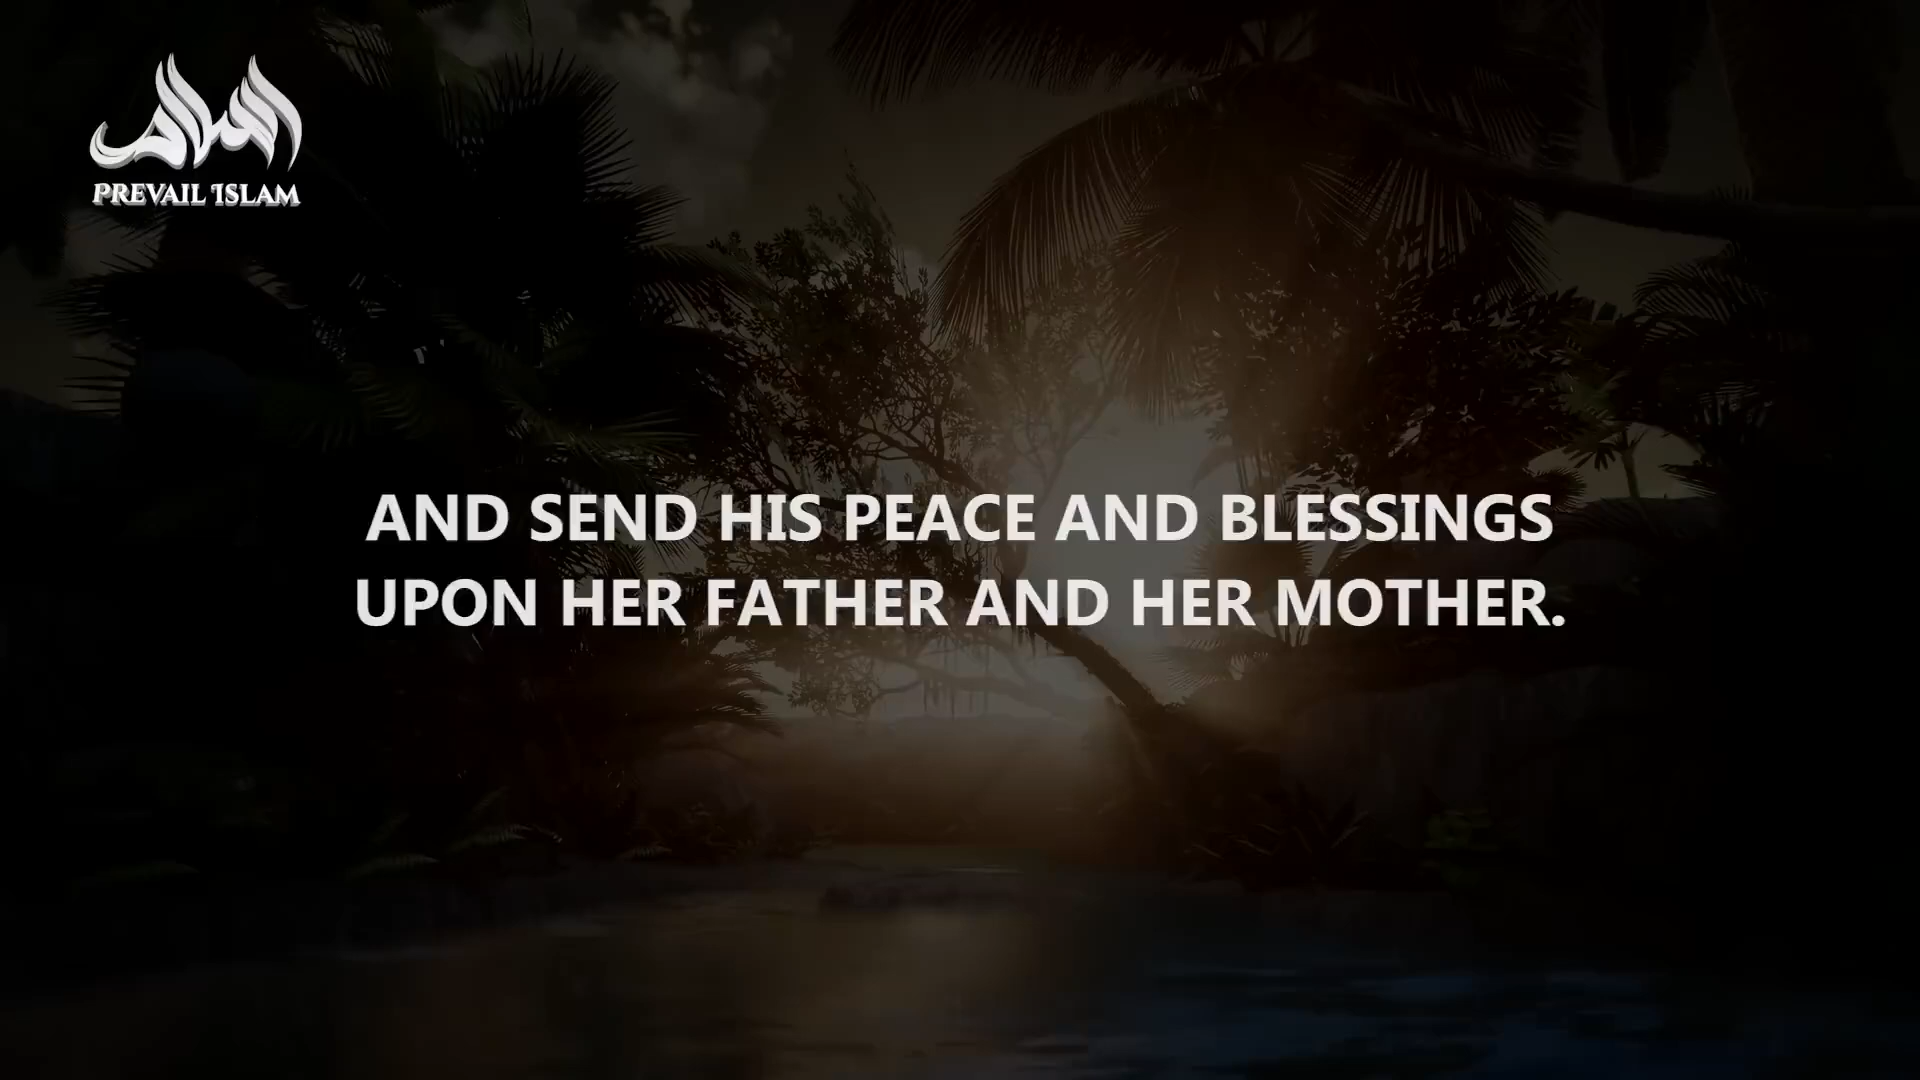 PREVAIL ISLAM
AND SEND HIS PEACE AND BLESSINGS
UPON HER FATHER AND HER MOTHER.